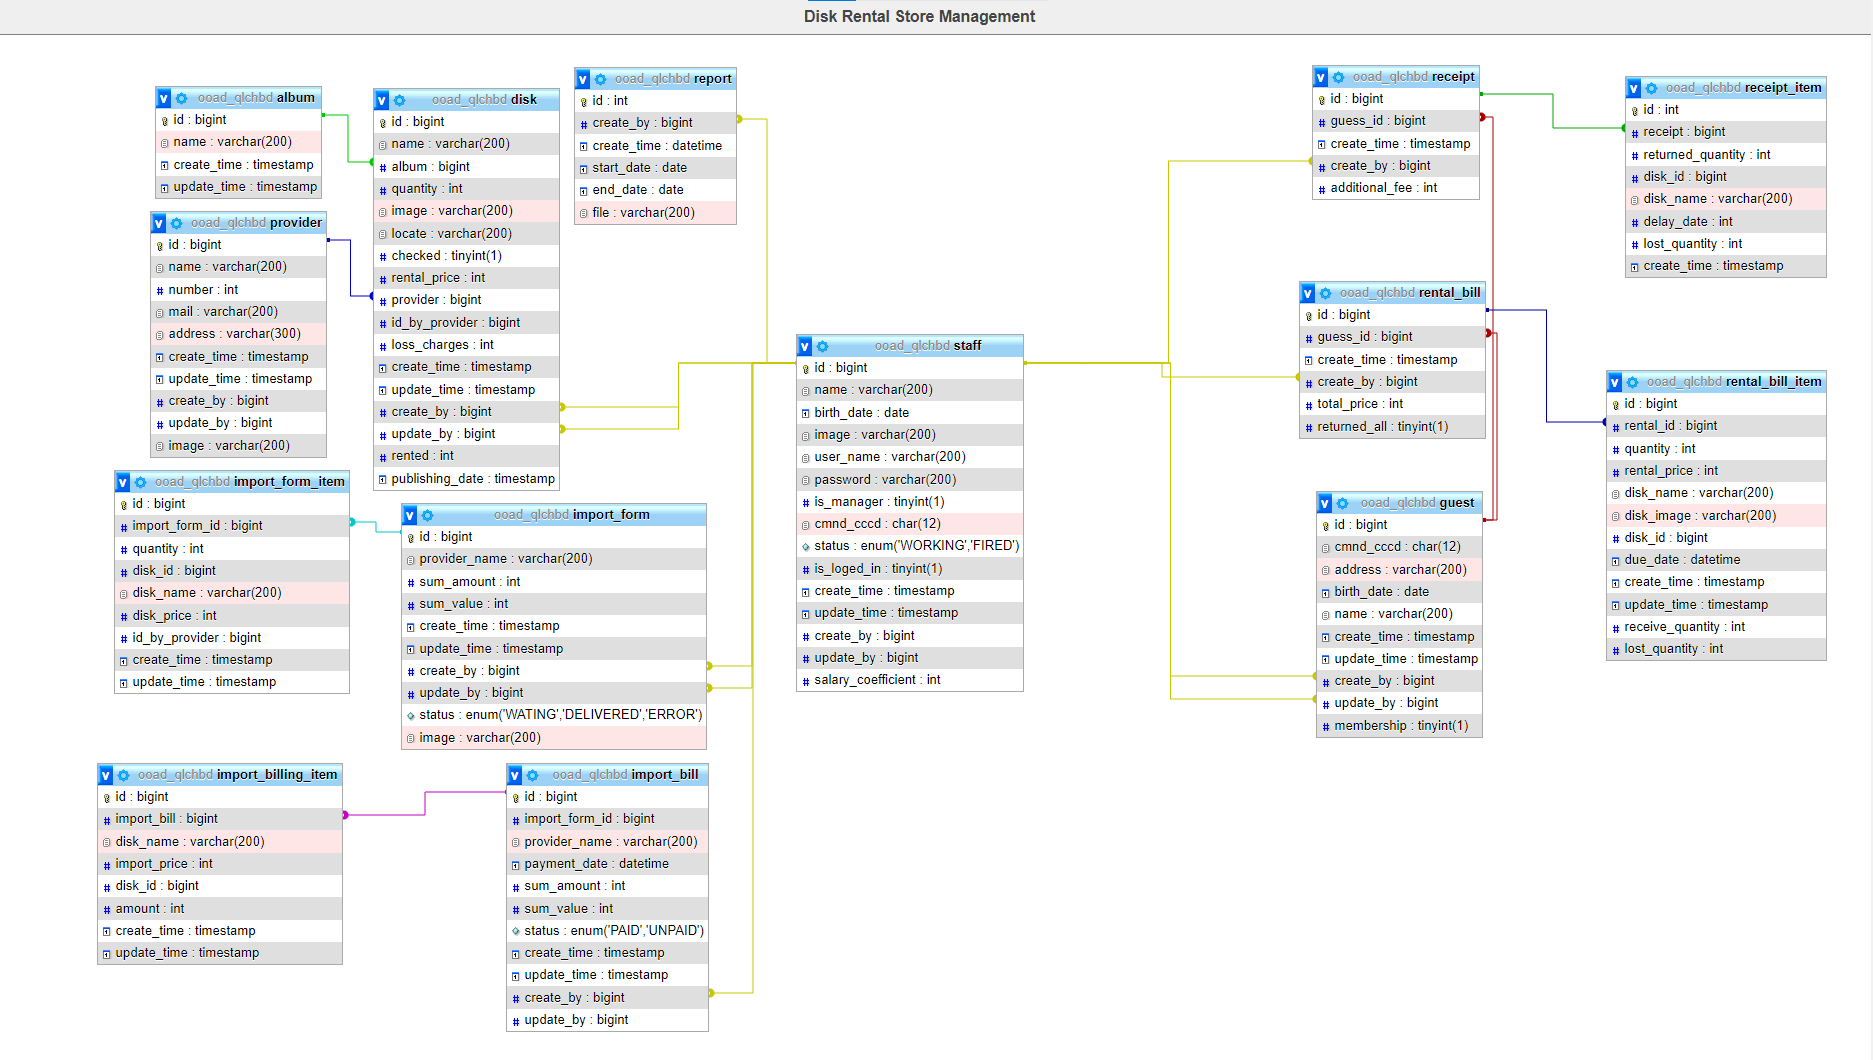 Disk Rental Store Management
v ooad_qlchbd album
id : bigint
name : varchar(200)
create_time : timestamp
update_time : timestamp
v ooad_qlchbd provider
id : bigint
name : varchar(200)
number : int
mail : varchar(200)
address : varchar(300)
create_time : timestamp
update_time : timestamp
create_by : bigint
update_by : bigint
image : varchar(200)
v ooad_qlchbd disk
id : bigint
name : varchar(200)
album : bigint
quantity : int
image : varchar(200)
locate : varchar(200)
checked : tinyint(1)
rental_price : int
provider : bigint
id_by_provider : bigint
loss_charges : int
create_time : timestamp
update_time : timestamp
create_by : bigint
update_by : bigint
rented : int
publishing_date : timestamp
v ooad_qlchbd report
id : int
create_by : bigint
create_time : datetime
start_date : date
end_date : date
file : varchar(200)
v ooad_qlchbd import_form_item
id : bigint
import_form_id : bigint
quantity : int
disk_id : bigint
disk_name : varchar(200)
disk_price : int
id_by_provider : bigint
create_time : timestamp
update_time : timestamp
v ooad_qlchbd import_form
id : bigint
provider_name : varchar(200)
sum_amount : int
sum_value : int
create_time : timestamp
update_time : timestamp
create_by : bigint
update_by : bigint
status : enum('WATING','DELIVERED','ERROR')
image : varchar(200)
v ooad_qlchbd import_billing_item
id : bigint
import_bill : bigint
disk_name : varchar(200)
import_price : int
disk_id : bigint
amount : int
create_time : timestamp
update_time : timestamp
v ooad_qlchbd import_bill
id : bigint
import_form_id : bigint
provider_name : varchar(200)
payment_date : datetime
sum_amount : int
sum_value : int
status : enum('PAID','UNPAID')
create_time : timestamp
update_time : timestamp
create_by : bigint
update_by : bigint
v ooad_qlchbd staff
id : bigint
name : varchar(200)
birth_date : date
image : varchar(200)
user_name : varchar(200)
password : varchar(200)
is_manager : tinyint(1)
cmnd_cccd : char(12)
status : enum('WORKING','FIRED')
is_loged_in : tinyint(1)
create_time : timestamp
update_time : timestamp
create_by : bigint
update_by : bigint
salary_coefficient : int
v ooad_qlchbd receipt
id : bigint
guess_id : bigint
create_time : timestamp
create_by : bigint
additional_fee : int
v ooad_qlchbd receipt_item
id : int
receipt : bigint
returned_quantity : int
disk_id : bigint
disk_name : varchar(200)
delay_date : int
lost_quantity : int
create_time : timestamp
v ooad_qlchbd rental_bill
id : bigint
guess_id : bigint
create_time : timestamp
create_by : bigint
total_price : int
returned_all : tinyint(1)
v ooad_qlchbd rental_bill_item
id : bigint
rental_id : bigint
quantity : int
rental_price : int
disk_name : varchar(200)
disk_image : varchar(200)
disk_id : bigint
due_date : datetime
create_time : timestamp
update_time : timestamp
receive_quantity : int
lost_quantity : int
v ooad_qlchbd guest
id : bigint
cmnd_cccd : char(12)
address : varchar(200)
birth_date : date
name : varchar(200)
create_time : timestamp
update_time : timestamp
create_by : bigint
update_by : bigint
membership : tinyint(1)